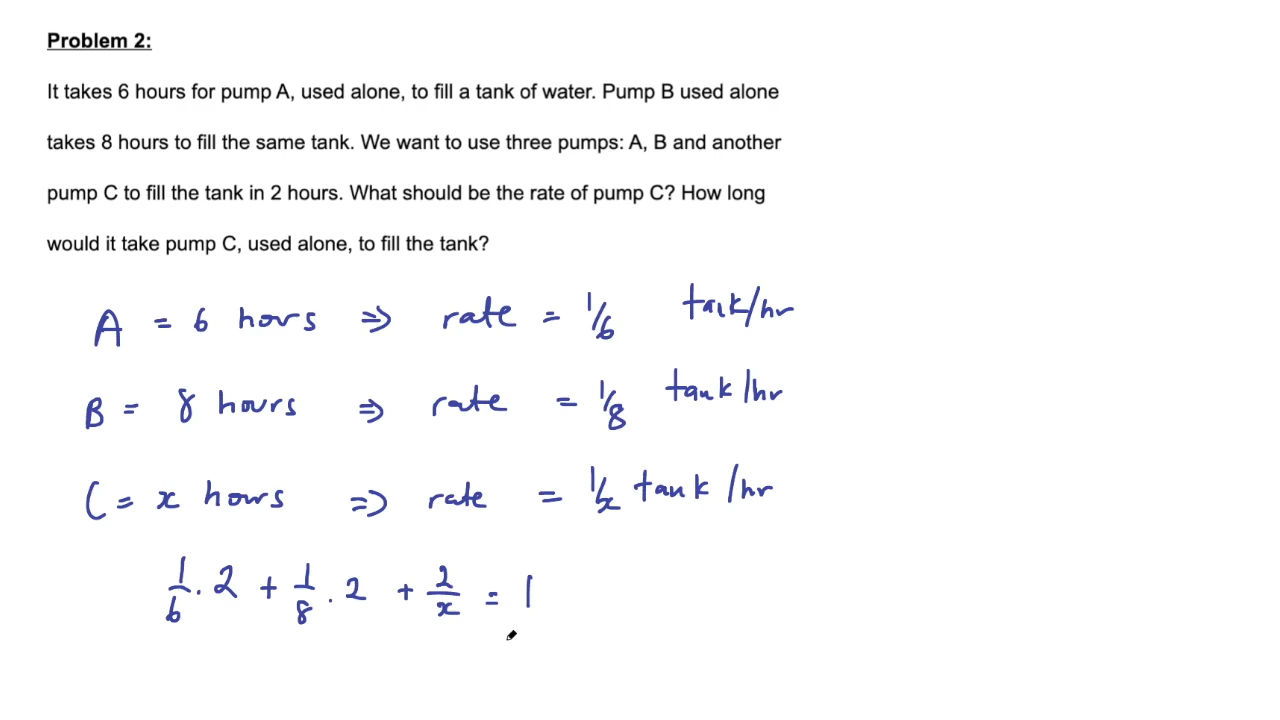 Problem 2:
It takes 6 hours for pump A, used alone, to fill a tank of water. Pump B used alone
takes 8 hours to fill the same tank. We want to use three pumps: A, B and another
pump C to fill the tank in 2 hours. What should be the rate of pump C? How long
would it take pump C, used alone, to fill the tank?
A = 6 hours ⇒ rate = 1/6 tank/hr
B = 8 hours ⇒ rate = 1/8 tank/hr
C = x hours ⇒ rate = 1/x tank/hr
1/6 . 2 + 1/8 . 2 + 2/x = 1